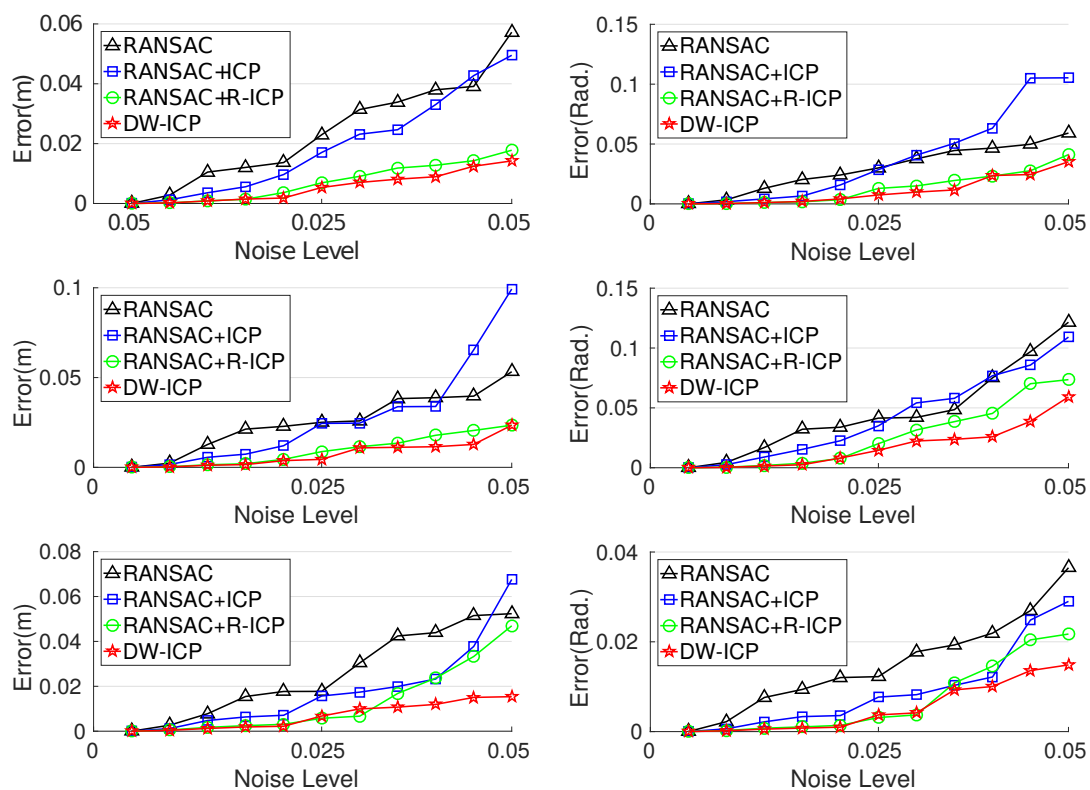 0.06
0.04
0.02
0
Error(m)
RANSAC
RANSAC+ICP
RANSAC+R-ICP
DW-ICP
0.05
0.025
0.05
Noise Level
0.15
0.1
0.05
0
Error(Rad.)
RANSAC
RANSAC+ICP
RANSAC+R-ICP
DW-ICP
0
0.025
0.05
Noise Level
0.1
0.05
0
Error(m)
RANSAC
RANSAC+ICP
RANSAC+R-ICP
DW-ICP
0
0.025
0.05
Noise Level
0.15
0.1
0.05
0
Error(Rad.)
RANSAC
RANSAC+ICP
RANSAC+R-ICP
DW-ICP
0
0.025
0.05
Noise Level
0.08
0.06
0.04
0.02
0
Error(m)
RANSAC
RANSAC+ICP
RANSAC+R-ICP
DW-ICP
0
0.025
0.05
Noise Level
0.04
0.02
0
Error(Rad.)
RANSAC
RANSAC+ICP
RANSAC+R-ICP
DW-ICP
0
0.025
0.05
Noise Level